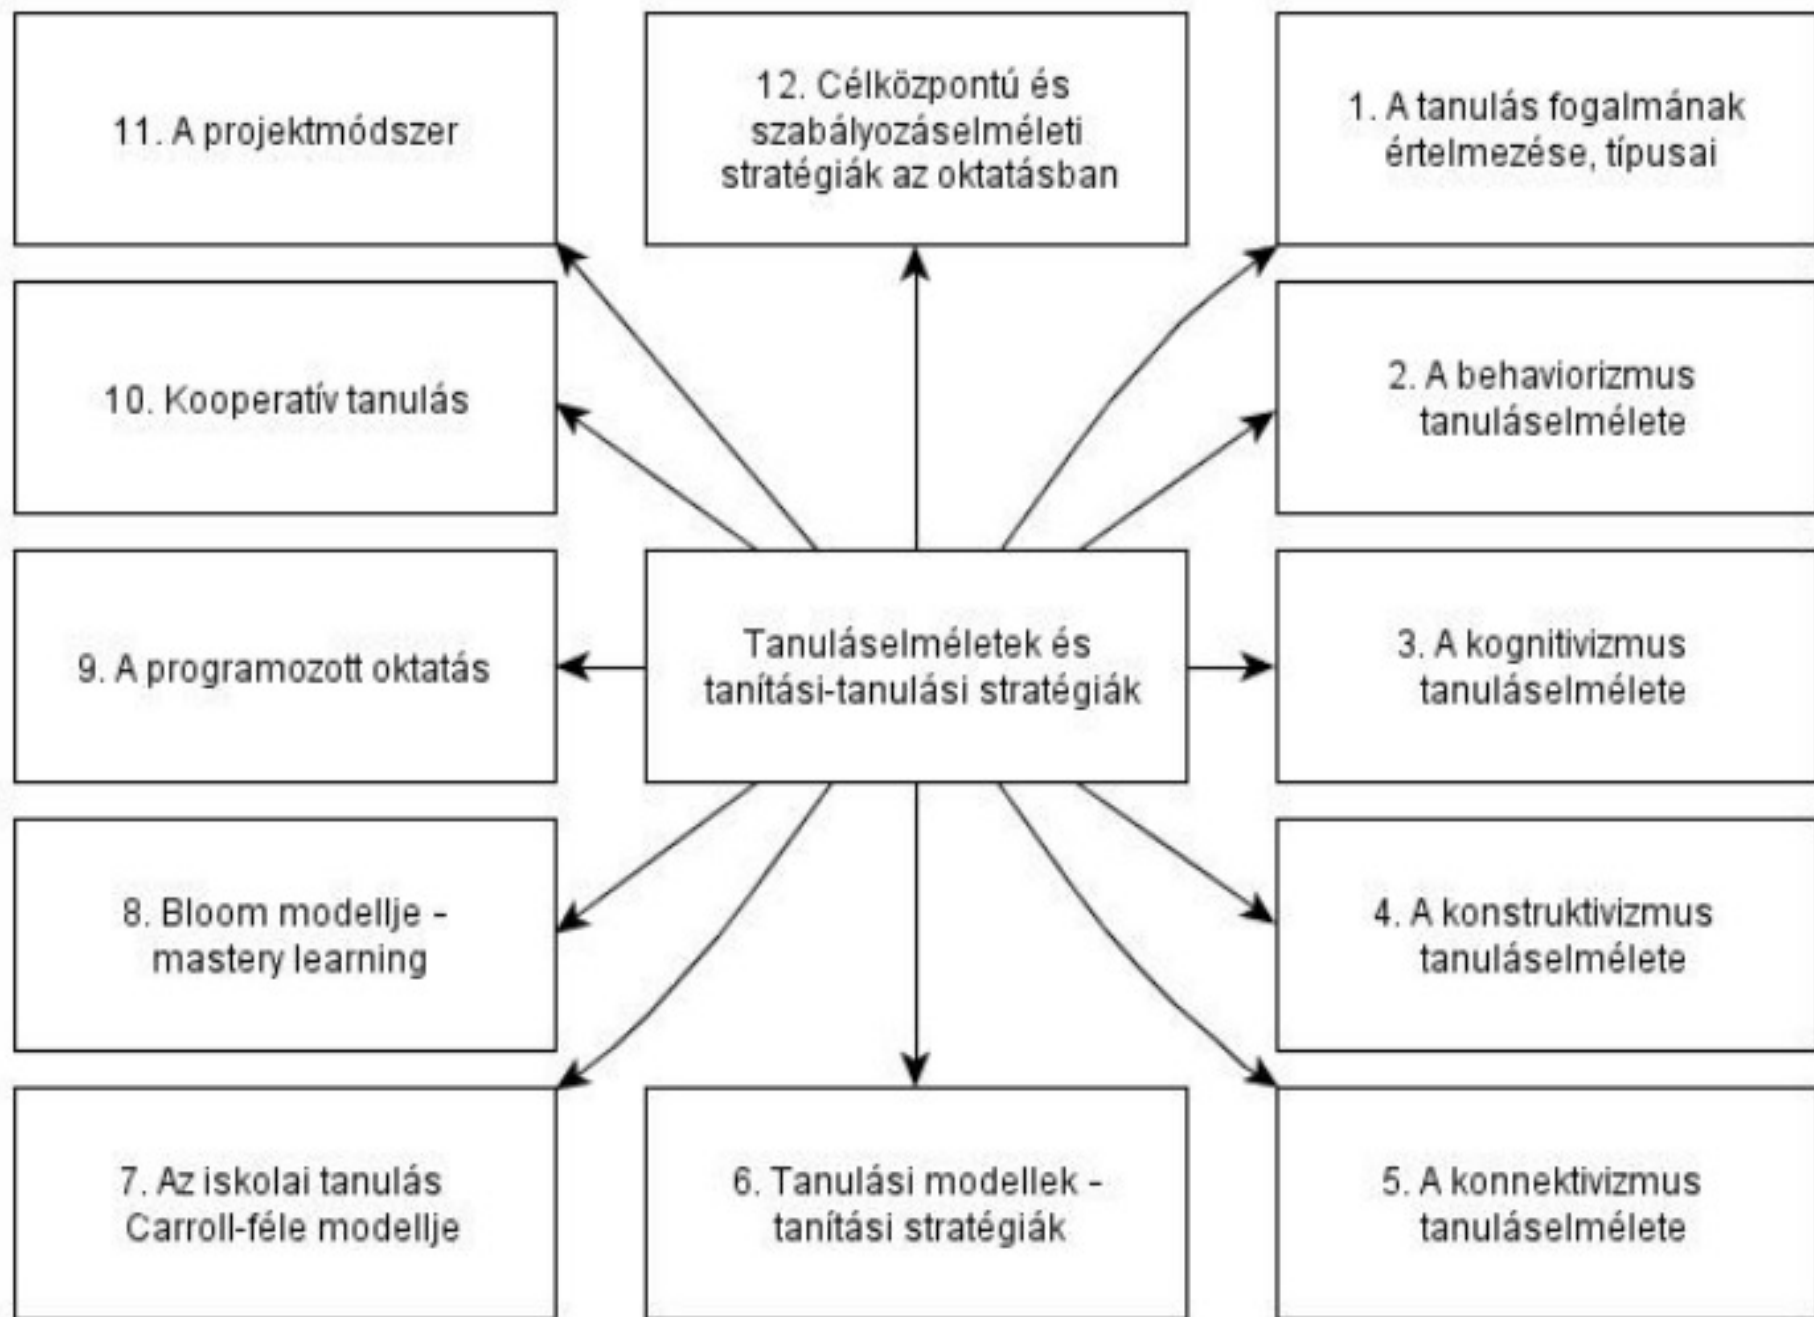 11. A projektmódszer
12. Célközpontú és
szabályozáselméleti
stratégiák az oktatásban
1. A tanulás fogalmának
értelmezése, típusai
10. Kooperatív tanulás
2. A behaviorizmus
tanuláselmélete
9. A programozott oktatás
Tanuláselméletek és
tanítási-tanulási stratégiák
3. A kognitivizmus
tanuláselmélete
8. Bloom modellje -
mastery learning
4. A konstruktivizmus
tanuláselmélete
7. Az iskolai tanulás
Carroll-féle modellje
6. Tanulási modellek -
tanítási stratégiák
5. A konnektivizmus
tanuláselmélete